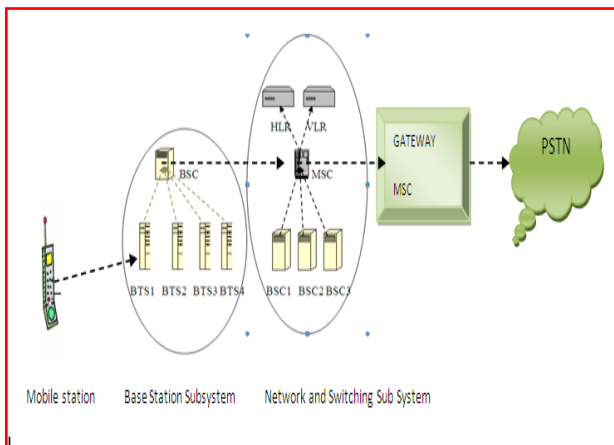 HLR VLR
BSC MSC
GATEWAY
MSC
PSTN
BTS1 BTS2 BTS3 BTS4
BSC1 BSC2 BSC3
Mobile station Base Station Subsystem Network and Switching Sub System